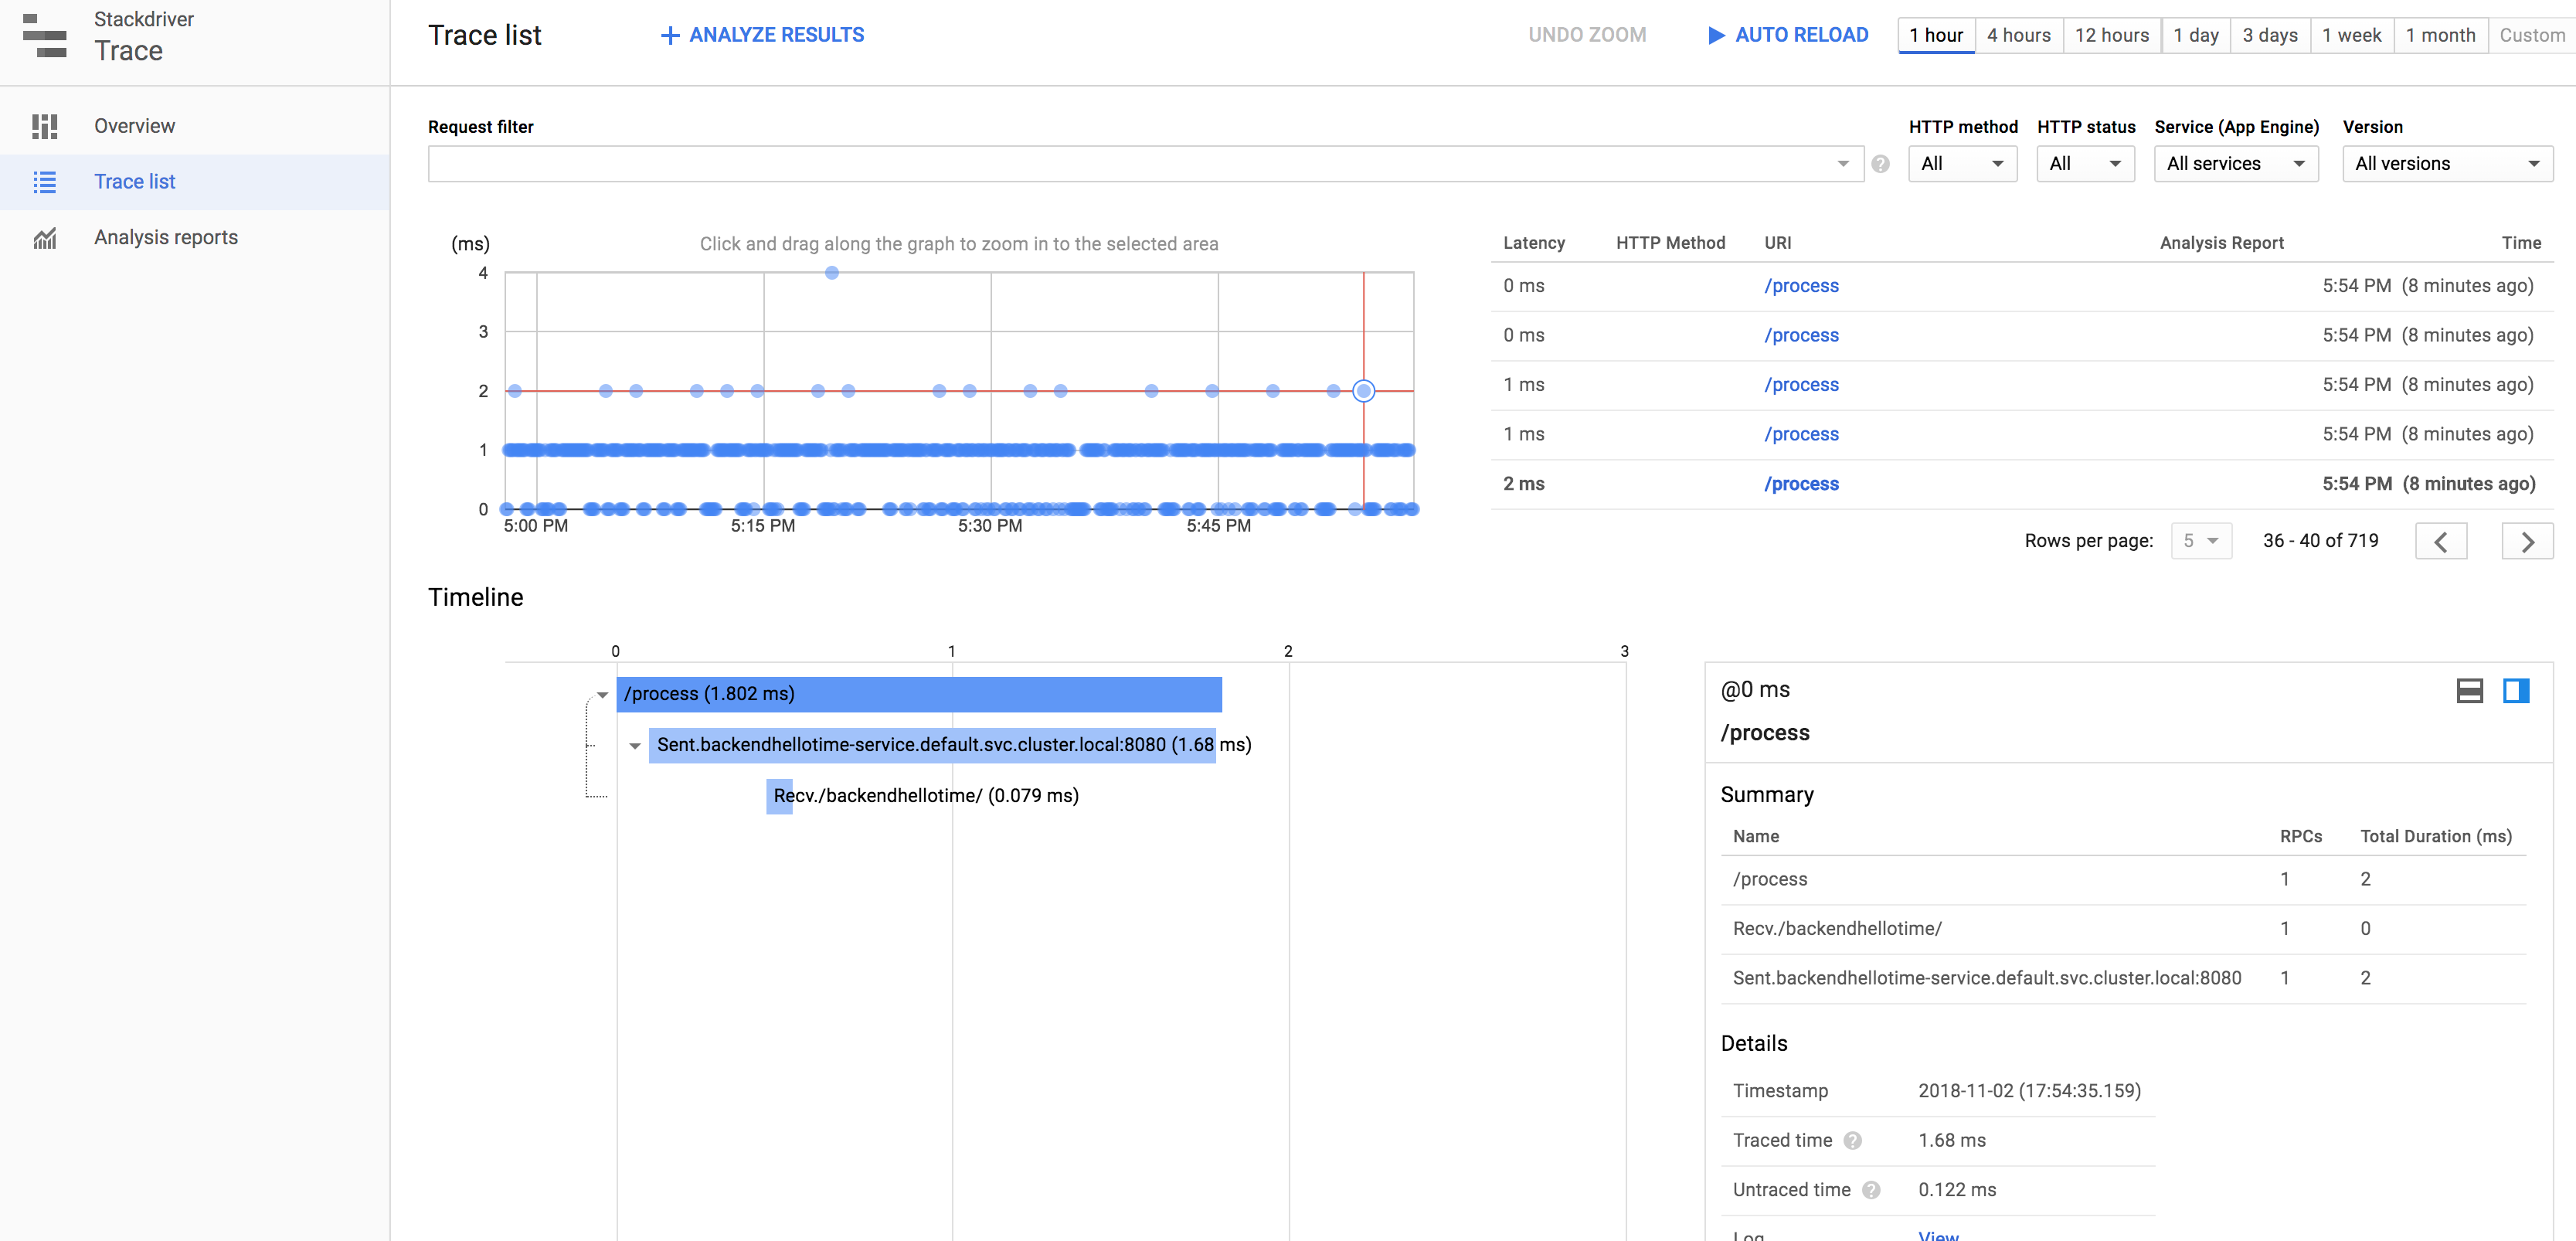 Stackdriver
Trace
Trace list
ANALYZE RESULTS
UNDO ZOOM
AUTO RELOAD
1 hour
4 hours
12 hours
1 day
3 days
1 week
1 month
Custom
Overview
Trace list
Analysis reports
Request filter
HTTP method
HTTP status
Service (App Engine)
Version
All
All
All services
All versions
(ms)
Click and drag along the graph to zoom in to the selected area
4
3
2
1
0
5:00 PM
5:15 PM
5:30 PM
5:45 PM
Latency HTTP Method URI Analysis Report Time
0 ms /process 5:54 PM (8 minutes ago)
0 ms /process 5:54 PM (8 minutes ago)
1 ms /process 5:54 PM (8 minutes ago)
1 ms /process 5:54 PM (8 minutes ago)
2 ms /process 5:54 PM (8 minutes ago)
Rows per page: 5 36 - 40 of 719
Timeline
0 1 2 3
/process (1.802 ms)
Sent.backendhellotime-service.default.svc.cluster.local:8080 (1.68 ms)
Recv./backendhellotime/ (0.079 ms)
@0 ms
/process
Summary
Name RPCs Total Duration (ms)
/process 1 2
Recv./backendhellotime/ 1 0
Sent.backendhellotime-service.default.svc.cluster.local:8080 1 2
Details
Timestamp 2018-11-02 (17:54:35.159)
Traced time ? 1.68 ms
Untraced time ? 0.122 ms
Log View